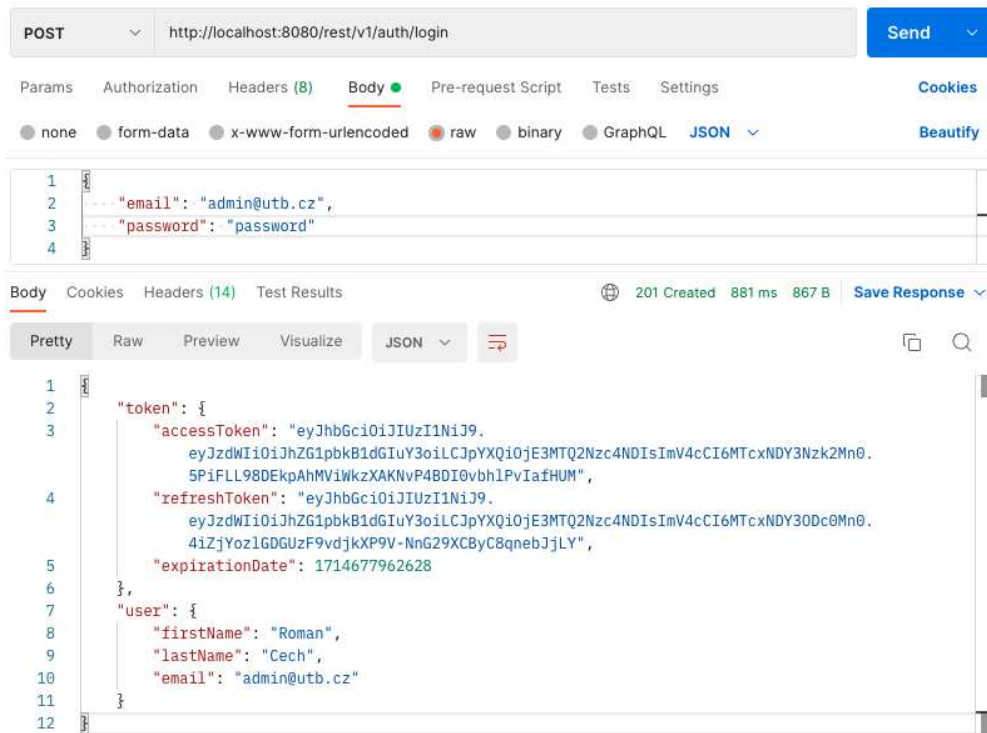 POST http://localhost:8080/rest/v1/auth/login Send
Params Authorization Headers (8) Body Pre-request Script Tests Settings Cookies
none form-data x-www-form-urlencoded raw binary GraphQL JSON Beautify
1 {
2 "email": "admin@utb.cz",
3 "password": "password"
4 }
Body Cookies Headers (14) Test Results 201 Created 881 ms 867 B Save Response
Pretty Raw Preview Visualize JSON
1 {
2 "token": {
3 "accessToken": "eyJhbGciOiJIUzI1NiJ9.
eyJzdWIiOiJhZG1pbkB1dGIuY3oiLCJpYXQiOjE3MTQ2Nzc4NDIsImV4cCI6MTcxNDY3Nzk2Mn0.
5PiFLL98DEkpAhMViWkzXAKNvP4BDI0vbhlPvIafHUM",
4 "refreshToken": "eyJhbGciOiJIUzI1NiJ9.
eyJzdWIiOiJhZG1pbkB1dGIuY3oiLCJpYXQiOjE3MTQ2Nzc4NDIsImV4cCI6MTcxNDY3ODc0Mn0.
4iZjYozlGDGUzF9vdjkXP9V-NnG29XCByC8qnebJjLY",
5 "expirationDate": 1714677962628
6 },
7 "user": {
8 "firstName": "Roman",
9 "lastName": "Cech",
10 "email": "admin@utb.cz"
11 }
12 }